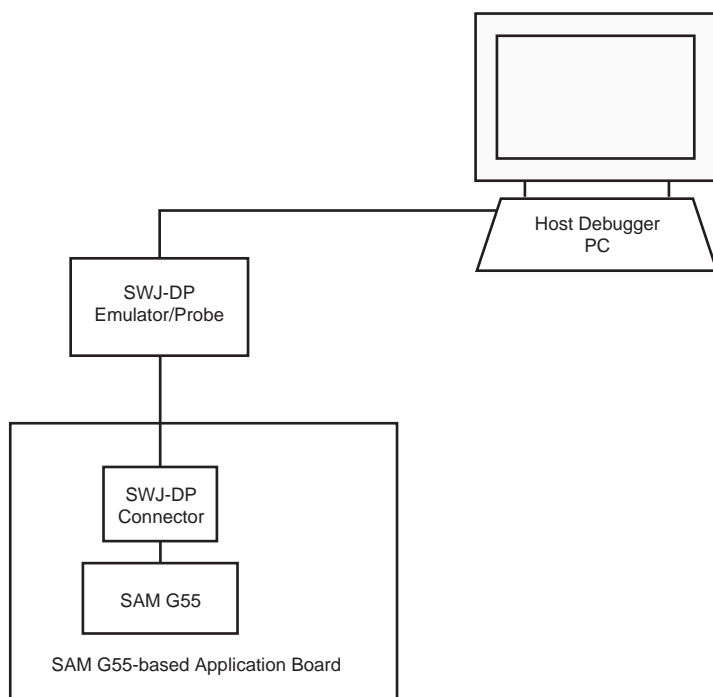 Host Debugger
PC
SWJ-DP
Emulator/Probe
SWJ-DP
Connector
SAM G55
SAM G55-based Application Board